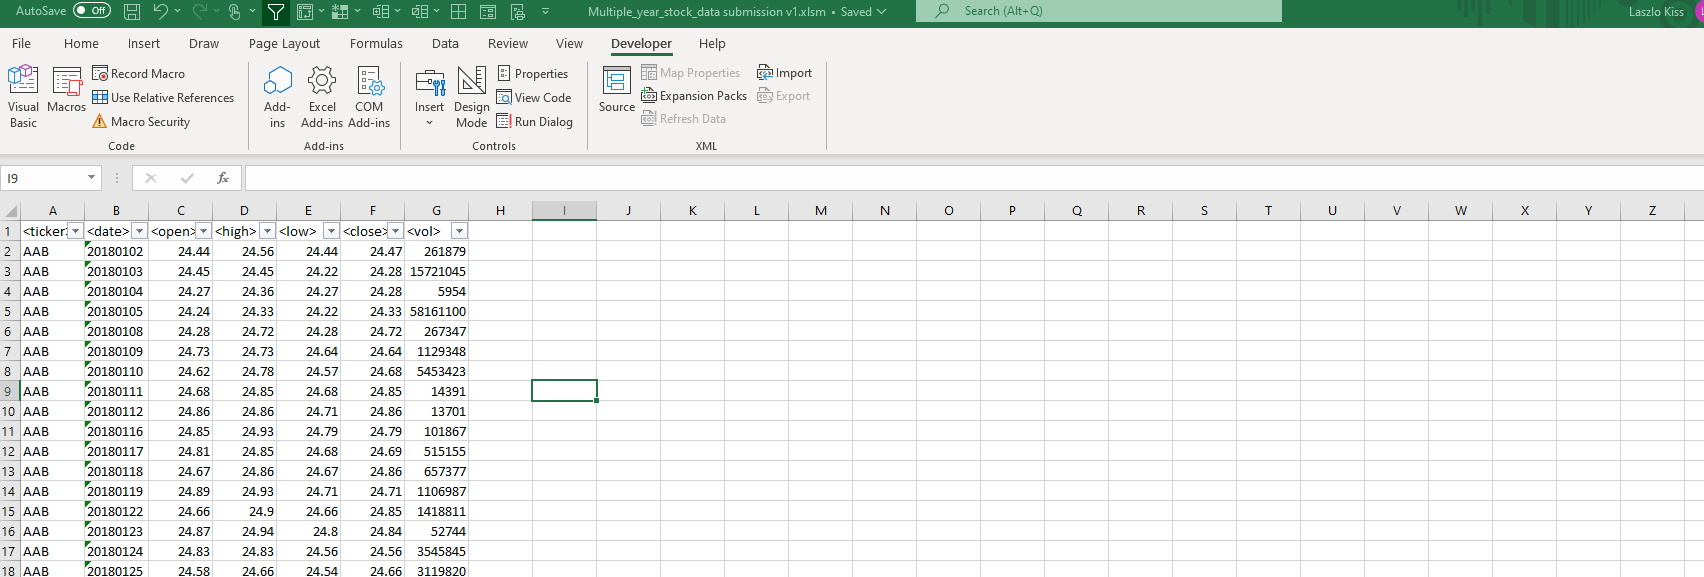 AutoSave Off Multiple_year_stock_data submission v1.xlsm • Saved Search (Alt+Q) Laszlo Kiss
File Home Insert Draw Page Layout Formulas Data Review View Developer Help
Visual Basic
Macros
Record Macro
Use Relative References
Macro Security
Code
Add-ins
Excel Add-ins
COM Add-ins
Add-ins
Insert
Design Mode
Properties
View Code
Run Dialog
Controls
Source
Map Properties
Expansion Packs
Refresh Data
Import
Export
XML
I9 fx
A B C D E F G H I J K L M N O P Q R S T U V W X Y Z
1 <ticker> <date> <open> <high> <low> <close> <vol>
2 AAB 20180102 24.44 24.56 24.44 24.47 261879
3 AAB 20180103 24.45 24.45 24.22 24.28 15721045
4 AAB 20180104 24.27 24.36 24.27 24.28 5954
5 AAB 20180105 24.24 24.33 24.22 24.33 58161100
6 AAB 20180108 24.28 24.72 24.28 24.72 267347
7 AAB 20180109 24.73 24.73 24.64 24.64 1129348
8 AAB 20180110 24.62 24.78 24.57 24.68 5453423
9 AAB 20180111 24.68 24.85 24.68 24.85 14391
10 AAB 20180112 24.86 24.86 24.71 24.86 13701
11 AAB 20180116 24.85 24.93 24.79 24.79 101867
12 AAB 20180117 24.81 24.85 24.68 24.69 515155
13 AAB 20180118 24.67 24.86 24.67 24.86 657377
14 AAB 20180119 24.89 24.93 24.71 24.71 1106987
15 AAB 20180122 24.66 24.9 24.66 24.85 1418811
16 AAB 20180123 24.87 24.94 24.8 24.84 52744
17 AAB 20180124 24.83 24.83 24.56 24.56 3545845
18 AAB 20180125 24.58 24.66 24.54 24.66 3119820